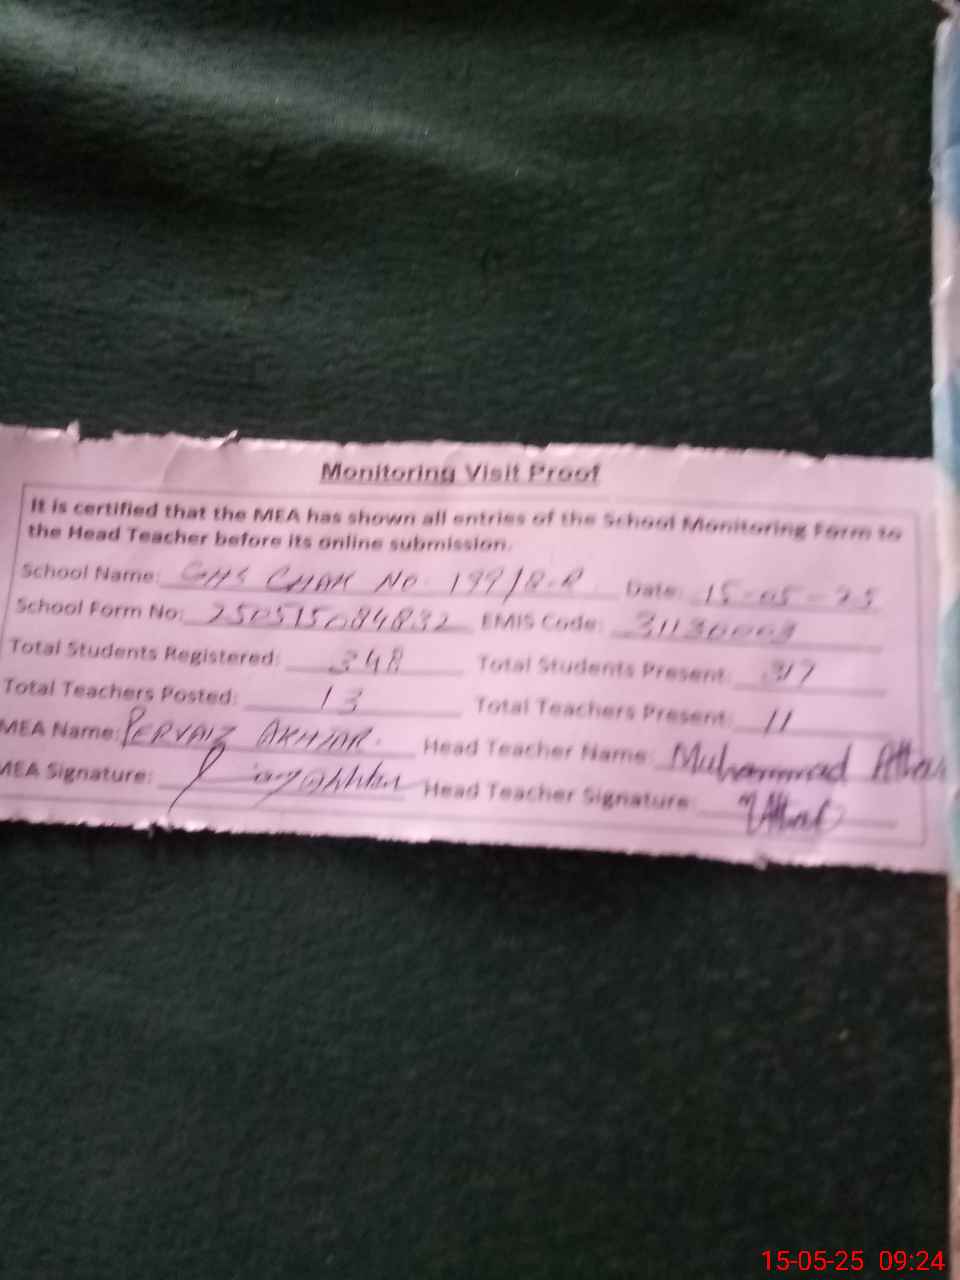 Monitoring Visit Proof
It is certified that the MEA has shown all entries of the School Monitoring Form to
the Head Teacher before its online submission.
School Name: GHS CHAK NO. 199/8-R Date: 15-05-25
School Form No: 250515084832 EMIS Code: 31130003
Total Students Registered: 348 Total Students Present:
Total Teachers Posted: 13 Total Teachers Present: 11
MEA Name: PERVAIZ AKHTAR. Head Teacher Name: Muhammad
MEA Signature: Head Teacher Signature:
15-05-25 09:24